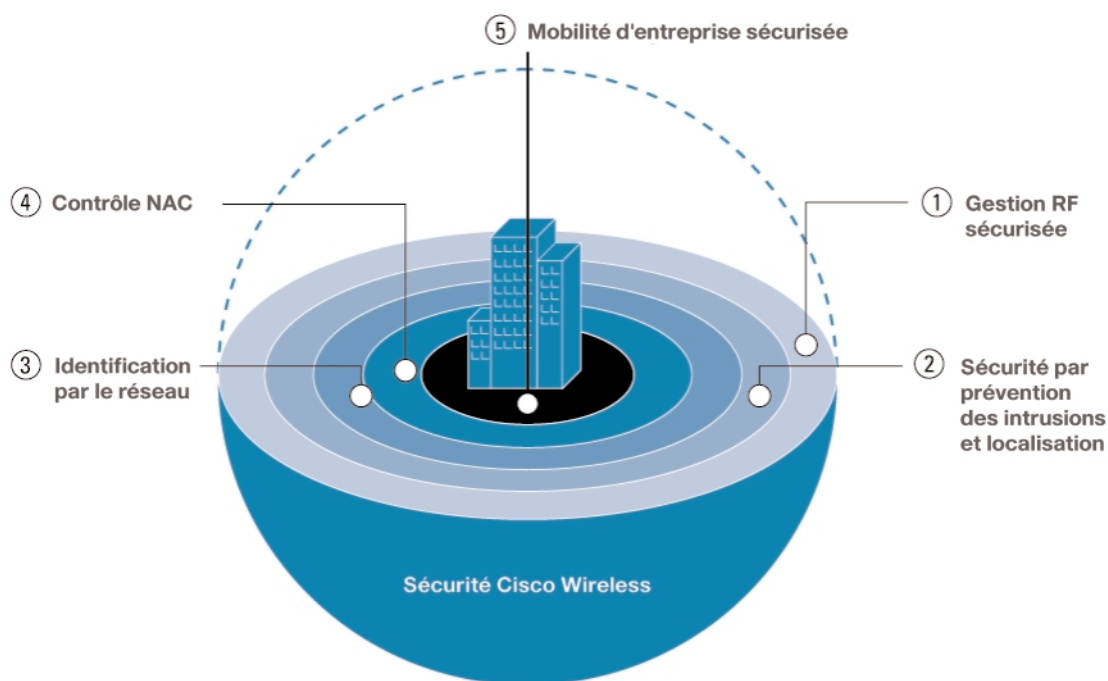 ⑤ Mobilité d'entreprise sécurisée
④ Contrôle NAC
① Gestion RF
sécurisée
③ Identification
par le réseau
② Sécurité par
prévention
des intrusions
et localisation
Sécurité Cisco Wireless